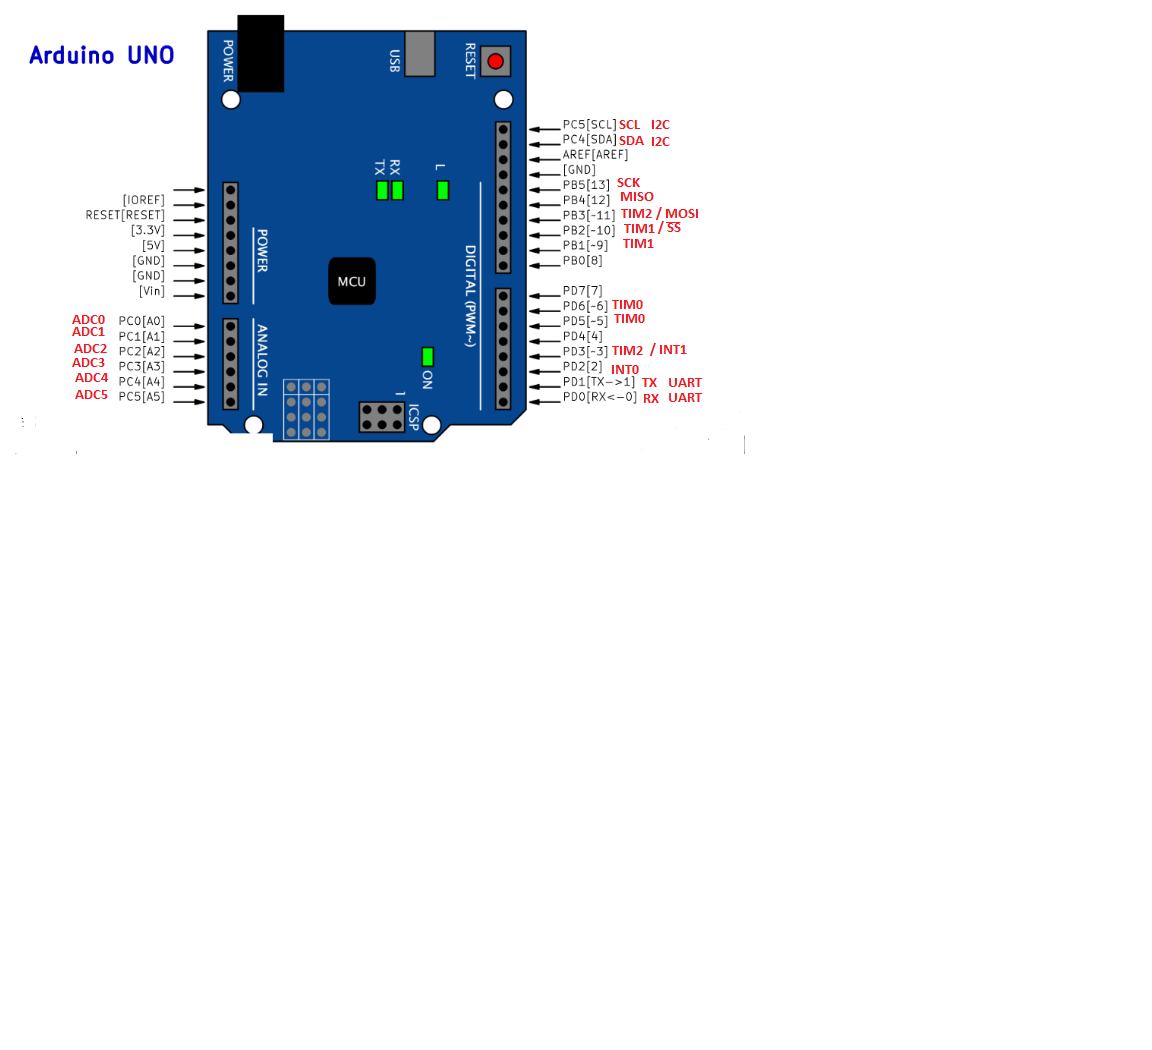 Arduino UNO
POWER
USB
RESET
TX
RX
L
POWER
MCU
DIGITAL (PWM~)
ANALOG IN
ON
1
ICSP
[IOREF]
RESET[RESET]
[3.3V]
[5V]
[GND]
[GND]
[Vin]
ADC0 PC0[A0]
ADC1 PC1[A1]
ADC2 PC2[A2]
ADC3 PC3[A3]
ADC4 PC4[A4]
ADC5 PC5[A5]
PC5[SCL] SCL I2C
PC4[SDA] SDA I2C
AREF[AREF]
[GND]
PB5[13] SCK
PB4[12] MISO
PB3[~11] TIM2 / MOSI
PB2[~10] TIM1 / S̅S̅
PB1[~9] TIM1
PB0[8]
PD7[7]
PD6[~6] TIM0
PD5[~5] TIM0
PD4[4]
PD3[~3] TIM2 / INT1
PD2[2] INT0
PD1[TX->1] TX UART
PD0[RX<-0] RX UART